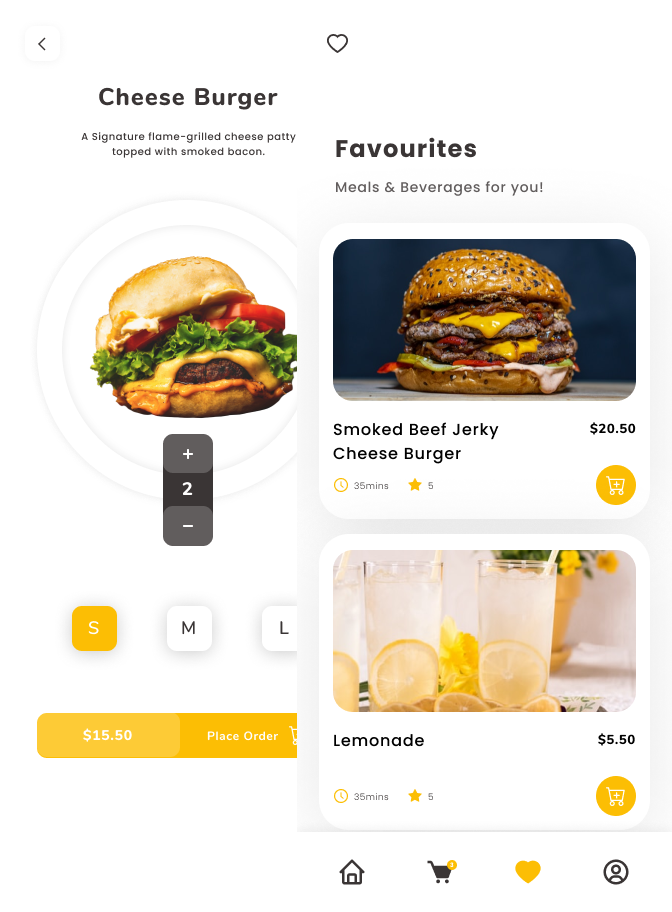 Cheese Burger
A Signature flame-grilled cheese patty
topped with smoked bacon.
+
2
−
S
M
L
$15.50
Place Order
Favourites
Meals & Beverages for you!
Smoked Beef Jerky
Cheese Burger
$20.50
35mins
5
Lemonade
$5.50
35mins
5